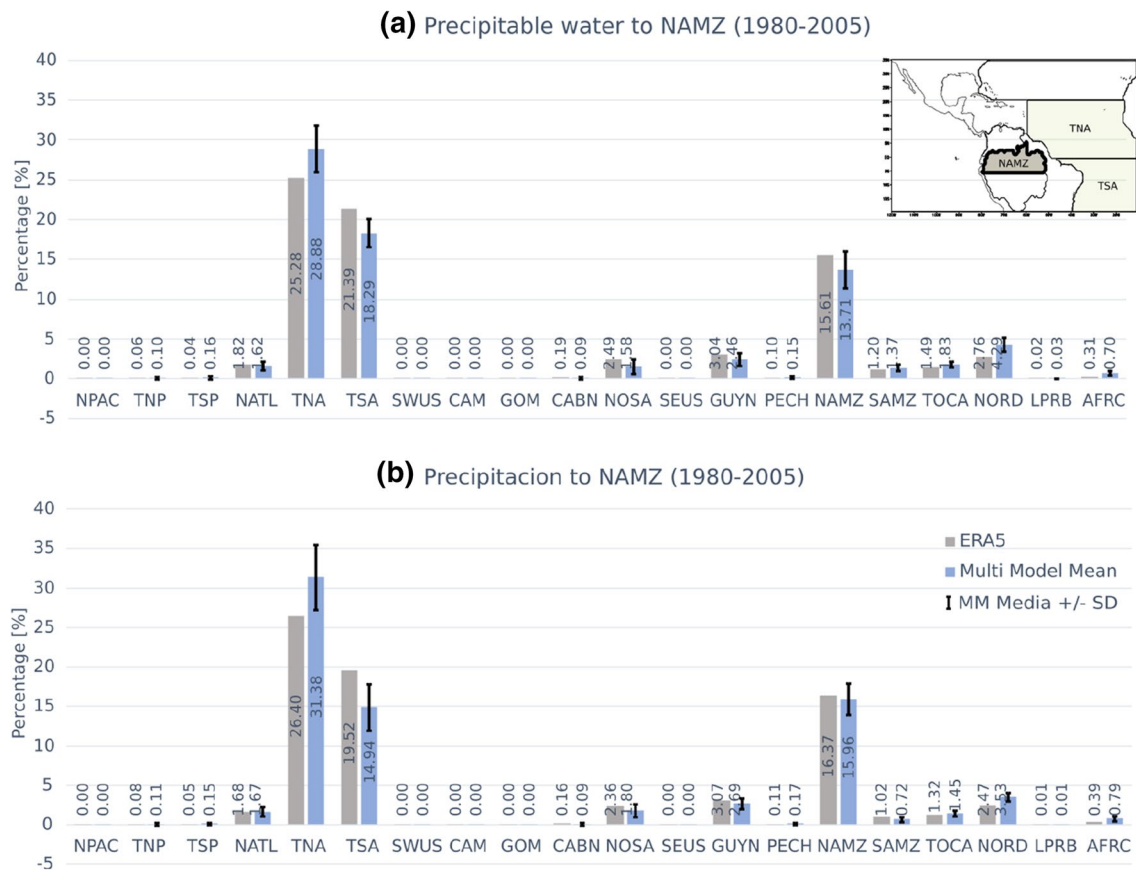 (a) Precipitable water to NAMZ (1980-2005)
40
35
30
25
20
15
10
5
0
-5
Percentage [%]
0.00 0.00 0.06 0.10 0.04 0.16 1.82 1.62 25.28 28.88 21.39 18.29 0.00 0.00 0.00 0.00 0.00 0.00 0.19 0.09 2.49 1.58 0.00 0.00 3.04 2.46 0.10 0.15 15.61 13.71 1.20 1.37 1.49 1.83 2.76 4.29 0.02 0.03 0.31 0.70
NPAC TNP TSP NATL TNA TSA SWUS CAM GOM CABN NOSA SEUS GUYN PECH NAMZ SAMZ TOCA NORD LPRB AFRC
TNA
NAMZ
TSA
(b) Precipitacion to NAMZ (1980-2005)
40
35
30
25
20
15
10
5
0
-5
Percentage [%]
ERA5
Multi Model Mean
MM Media +/- SD
0.00 0.00 0.08 0.11 0.05 0.15 1.68 1.67 26.40 31.38 19.52 14.94 0.00 0.00 0.00 0.00 0.00 0.00 0.16 0.09 2.36 1.80 0.00 0.00 3.07 2.69 0.11 0.17 16.37 15.96 1.02 0.72 1.32 1.45 2.47 3.53 0.01 0.01 0.39 0.79
NPAC TNP TSP NATL TNA TSA SWUS CAM GOM CABN NOSA SEUS GUYN PECH NAMZ SAMZ TOCA NORD LPRB AFRC